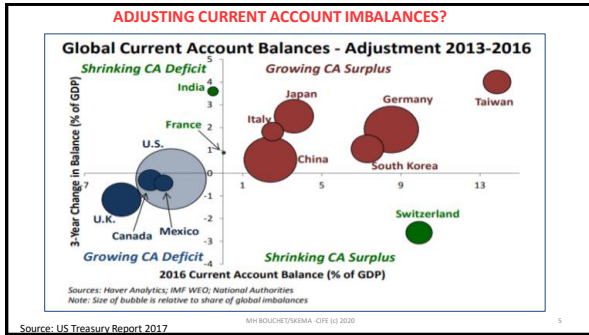 ADJUSTING CURRENT ACCOUNT IMBALANCES?
Global Current Account Balances - Adjustment 2013-2016
Shrinking CA Deficit
Growing CA Surplus
5
4
3
2
1
0
-1
-2
-3
-4
India
Japan
Germany
Taiwan
Italy
France
U.S.
China
South Korea
7
1
5
9
13
U.K.
Canada
Mexico
Switzerland
Growing CA Deficit
Shrinking CA Surplus
3-Year Change in Balance (% of GDP)
2016 Current Account Balance (% of GDP)
Sources: Haver Analytics; IMF WEO; National Authorities
Note: Size of bubble is relative to share of global imbalances
MH BOUCHET/SKEMA -CIFE (c) 2020
5
Source: US Treasury Report 2017